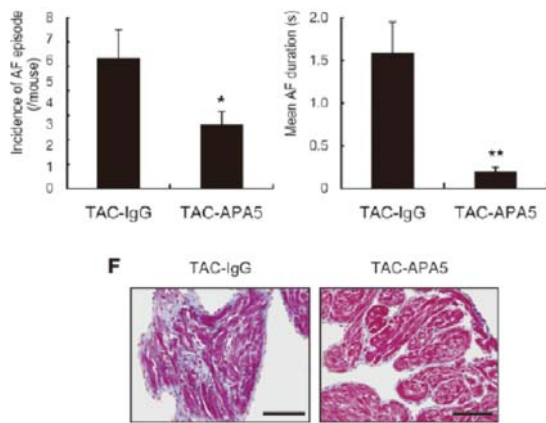 Incidence of AF episode
(/mouse)
8
7
6
5
4
3
2
1
0
*
TAC-IgG TAC-APA5
Mean AF duration (s)
2.0
1.5
1.0
0.5
0
**
TAC-IgG TAC-APA5
F
TAC-IgG TAC-APA5